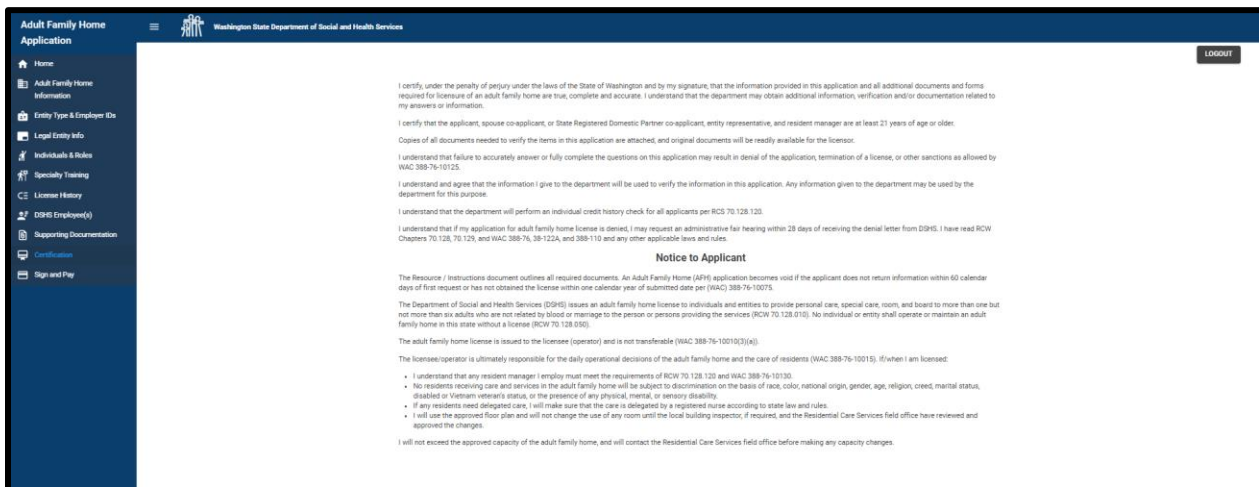 Adult Family Home
Application
Washington State Department of Social and Health Services
LOGOUT
Home
Adult Family Home
Information
Entity Type & Employer IDs
Legal Entity Info
Individuals & Roles
Specialty Training
License History
DSHS Employee(s)
Supporting Documentation
Certification
Sign and Pay
I certify, under the penalty of perjury under the laws of the State of Washington and by my signature, that the information provided in this application and all additional documents and forms
required for licensure of an adult family home are true, complete and accurate. I understand that the department may obtain additional information, verification and/or documentation related to
my answers or information.
I certify that the applicant, spouse co-applicant, or State Registered Domestic Partner co-applicant, entity representative, and resident manager are at least 21 years of age or older.
Copies of all documents needed to verify the items in this application are attached, and original documents will be readily available for the licensor.
I understand that failure to accurately answer or fully complete the questions on this application may result in denial of the application, termination of a license, or other sanctions as allowed by
WAC 388-76-10125.
I understand and agree that the information I give to the department will be used to verify the information in this application. Any information given to the department may be used by the
department for this purpose.
I understand that the department will perform an individual credit history check for all applicants per RCS 70.128.120.
I understand that if my application for adult family home license is denied, I may request an administrative fair hearing within 28 days of receiving the denial letter from DSHS. I have read RCW
Chapters 70.128, 70.129, and WAC 388-76, 38-122A, and 388-110 and any other applicable laws and rules.
Notice to Applicant
The Resource / Instructions document outlines all required documents. An Adult Family Home (AFH) application becomes void if the applicant does not return information within 60 calendar
days of first request or has not obtained the license within one calendar year of submitted date per (WAC) 388-76-10075.
The Department of Social and Health Services (DSHS) issues an adult family home license to individuals and entities to provide personal care, special care, room, and board to more than one but
not more than six adults who are not related by blood or marriage to the person or persons providing the services (RCW 70.128.010). No individual or entity shall operate or maintain an adult
family home in this state without a license (RCW 70.128.050).
The adult family home license is issued to the licensee (operator) and is not transferable (WAC 388-76-10010(3)(a)).
The licensee/operator is ultimately responsible for the daily operational decisions of the adult family home and the care of residents (WAC 388-76-10015). If/when I am licensed:
• I understand that any resident manager I employ must meet the requirements of RCW 70.128.120 and WAC 388-76-10130.
• No residents receiving care and services in the adult family home will be subject to discrimination on the basis of race, color, national origin, gender, age, religion, creed, marital status,
disabled or Vietnam veteran's status, or the presence of any physical, mental, or sensory disability.
• If any residents need delegated care, I will make sure that the care is delegated by a registered nurse according to state law and rules.
• I will use the approved floor plan and will not change the use of any room until the local building inspector, if required, and the Residential Care Services field office have reviewed and
approved the changes.
I will not exceed the approved capacity of the adult family home, and will contact the Residential Care Services field office before making any capacity changes.